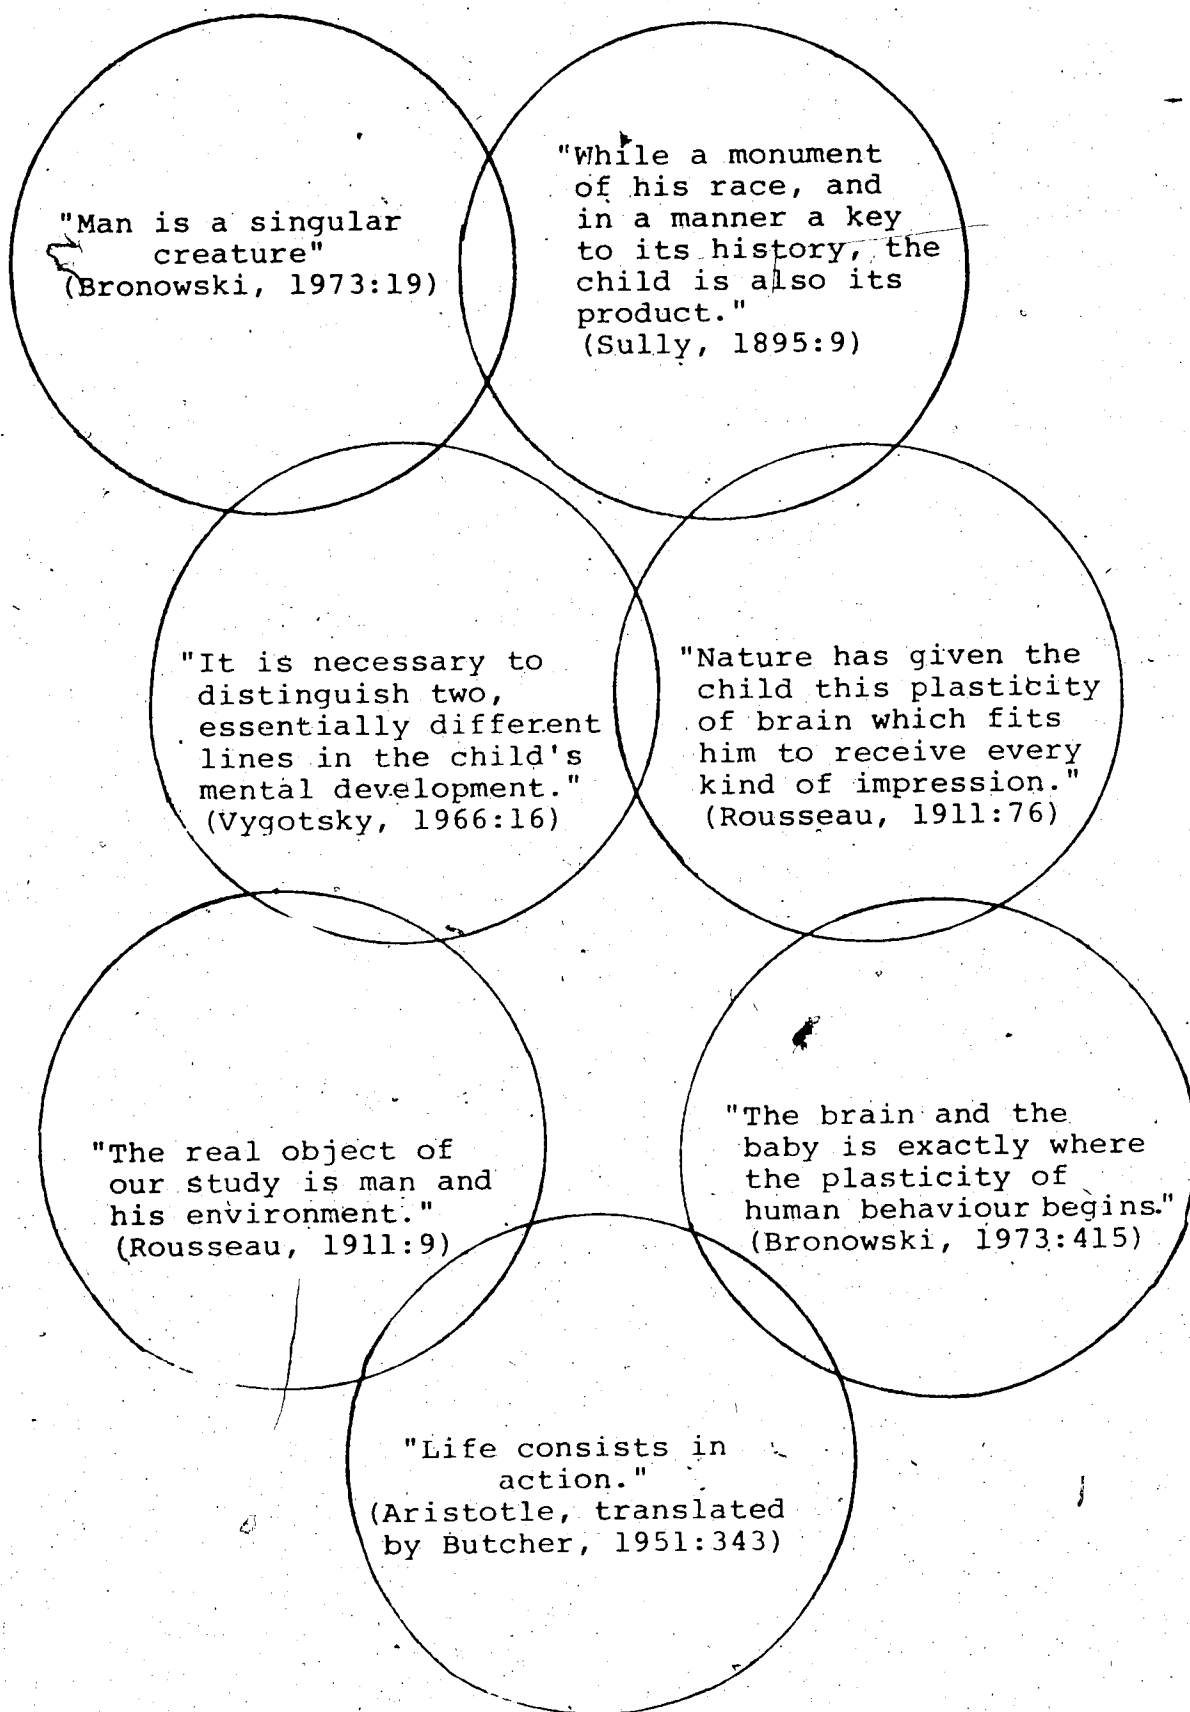 "Man is a singular
creature"
(Bronowski, 1973:19)
"While a monument
of his race, and
in a manner a key
to its history, the
child is also its
product."
(Sully, 1895:9)
"It is necessary to
distinguish two,
essentially different
lines in the child's
mental development."
(Vygotsky, 1966:16)
"Nature has given the
child this plasticity
of brain which fits
him to receive every
kind of impression."
(Rousseau, 1911:76)
"The real object of
our study is man and
his environment."
(Rousseau, 1911:9)
"The brain and the
baby is exactly where
the plasticity of
human behaviour begins."
(Bronowski, 1973:415)
"Life consists in
action."
(Aristotle, translated
by Butcher, 1951:343)